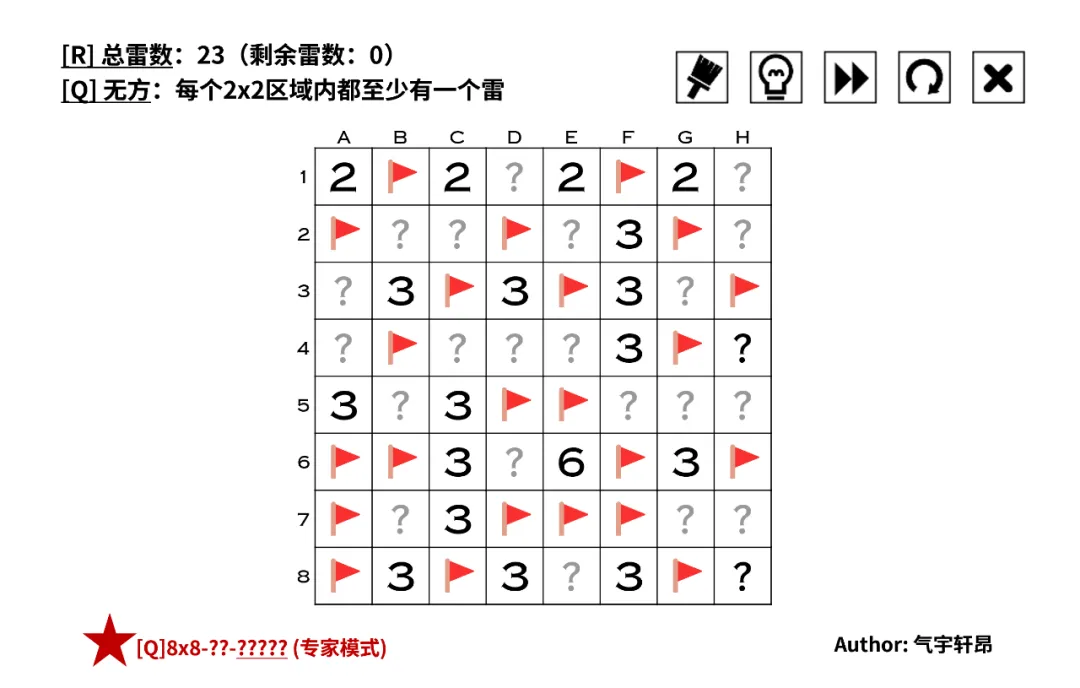 [R] 总雷数：23（剩余雷数：0）
[Q] 无方：每个2x2区域内都至少有一个雷
A B C D E F G H
1 2 2 ? 2 2 ?
2 ? ? ? 3 ?
3 ? 3 3 3 ?
4 ? ? ? ? 3 ?
5 3 ? 3 ? ? ?
6 3 ? 6 3
7 ? 3 ? ?
8 3 3 ? 3 ?
[Q]8x8-??-????? (专家模式)
Author: 气宇轩昂